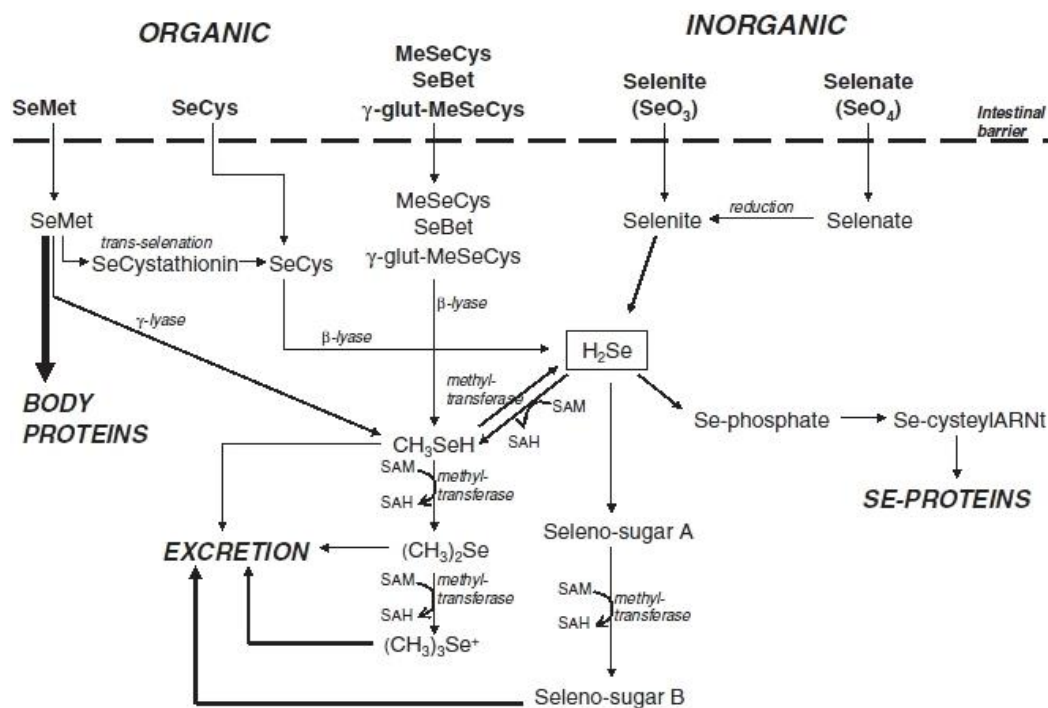 ORGANIC
INORGANIC
MeSeCys
SeBet
γ-glut-MeSeCys
SeMet
SeCys
Selenite
(SeO3)
Selenate
(SeO4)
Intestinal
barrier
MeSeCys
SeBet
γ-glut-MeSeCys
SeMet
trans-selenation
SeCystathionin
SeCys
Selenite
reduction
Selenate
β-lyase
γ-lyase
β-lyase
H2Se
BODY
PROTEINS
methyl-
transferase
SAM
SAH
Se-phosphate
Se-cysteylARNt
SE-PROTEINS
CH3SeH
SAM
SAH
methyl-
transferase
EXCRETION
(CH3)2Se
Seleno-sugar A
SAM
SAH
methyl-
transferase
SAM
SAH
methyl-
transferase
(CH3)3Se+
Seleno-sugar B